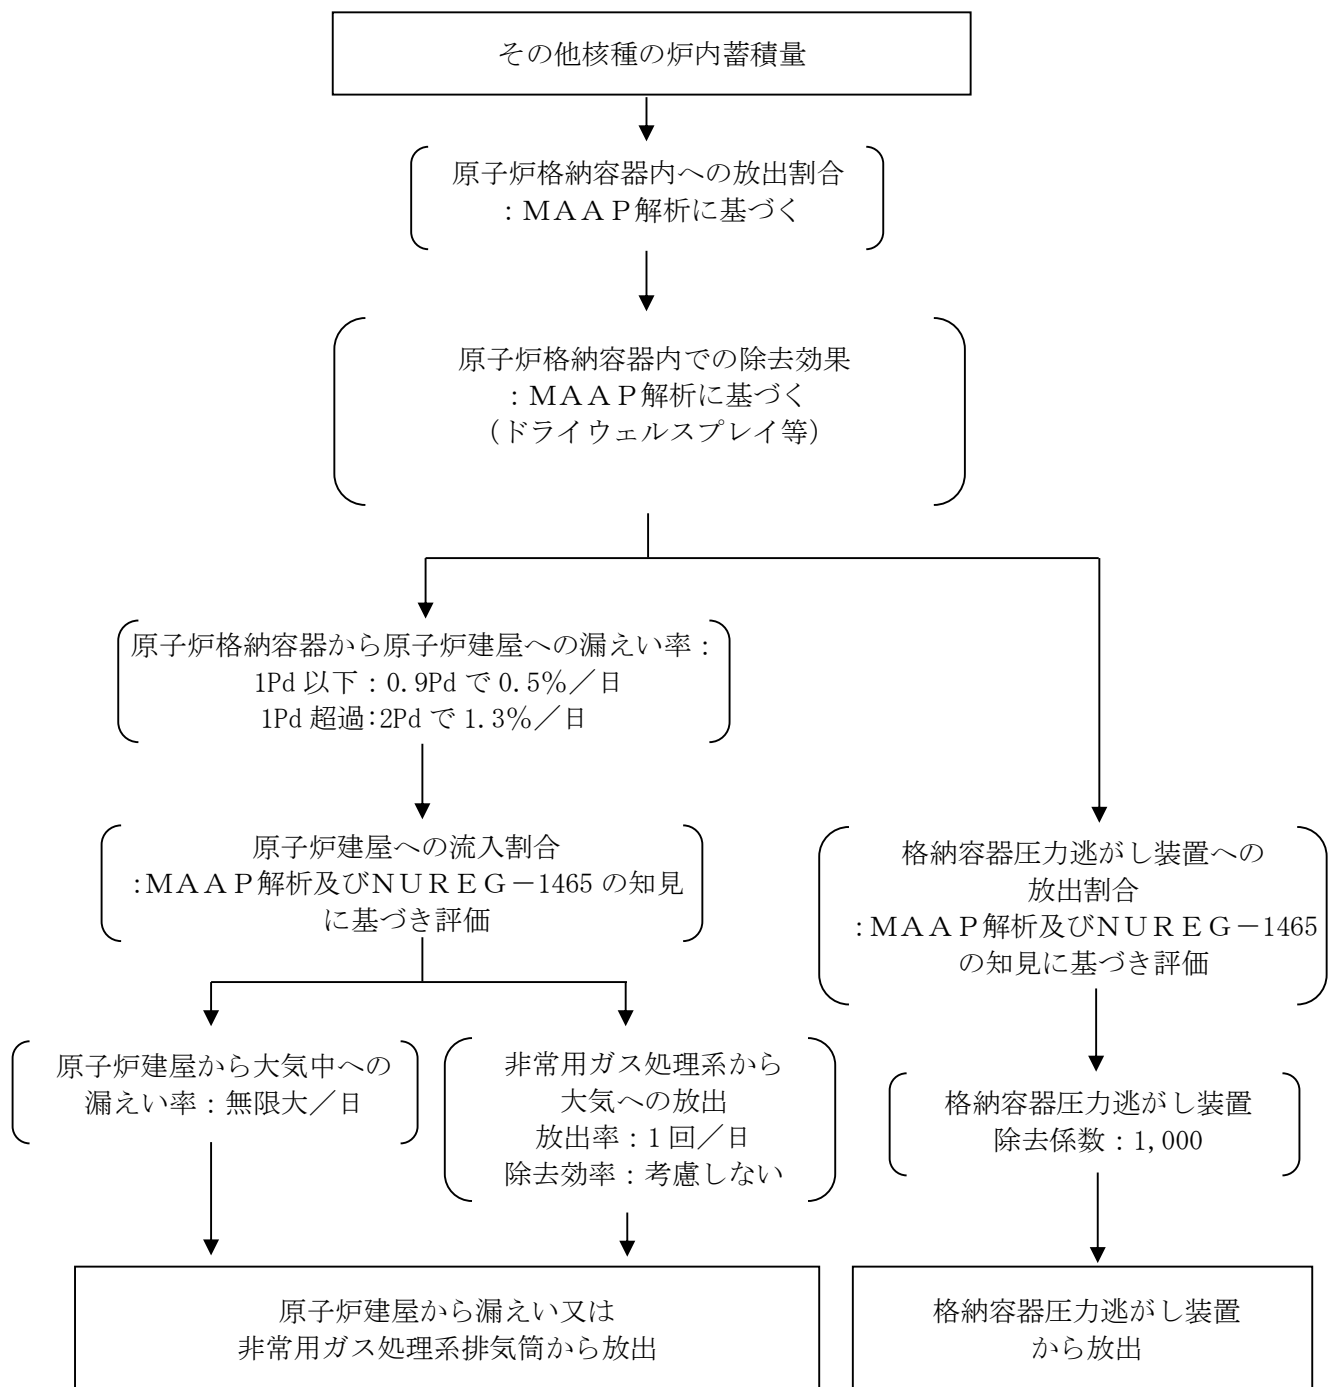 その他核種の炉内蓄積量
原子炉格納容器内への放出割合
：ＭＡＡＰ解析に基づく
原子炉格納容器内での除去効果
：ＭＡＡＰ解析に基づく
（ドライウェルスプレイ等）
原子炉格納容器から原子炉建屋への漏えい率：
1Pd 以下：0.9Pd で 0.5％／日
1Pd 超過:2Pd で 1.3％／日
原子炉建屋への流入割合
:ＭＡＡＰ解析及びＮＵＲＥＧ－1465 の知見
に基づき評価
格納容器圧力逃がし装置への
放出割合
:ＭＡＡＰ解析及びＮＵＲＥＧ－1465
の知見に基づき評価
原子炉建屋から大気中への
漏えい率：無限大／日
非常用ガス処理系から
大気への放出
放出率：1 回／日
除去効率：考慮しない
格納容器圧力逃がし装置
除去係数：1,000
原子炉建屋から漏えい又は
非常用ガス処理系排気筒から放出
格納容器圧力逃がし装置
から放出